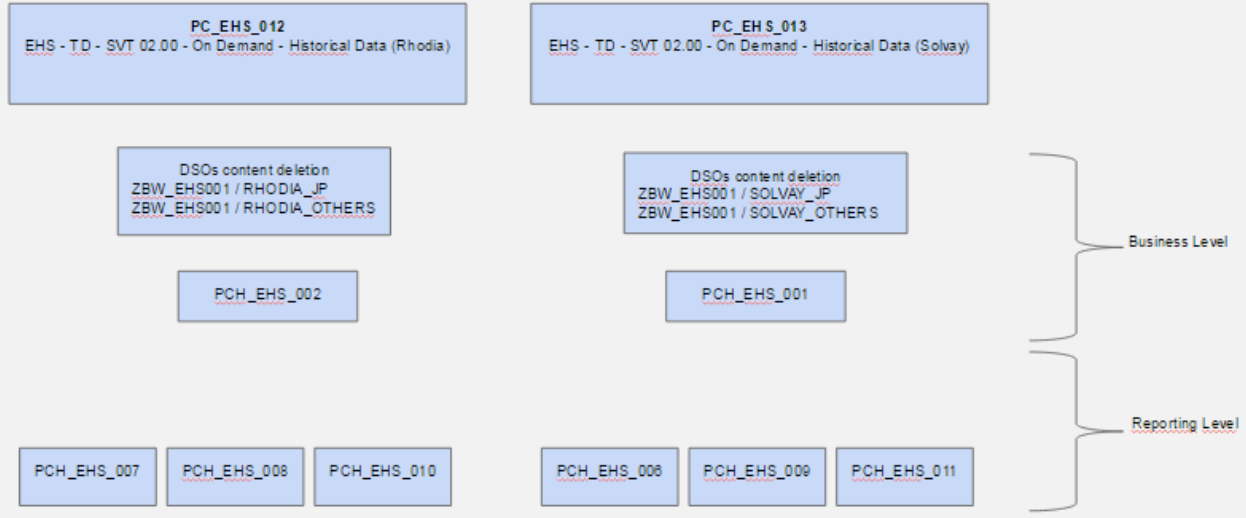 PC_EHS_012
EHS - TD - SVT 02.00 - On Demand - Historical Data (Rhodia)
PC_EHS_013
EHS - TD - SVT 02.00 - On Demand - Historical Data (Solvay)
DSOs content deletion
ZBW_EHS001 / RHODIA_JP
ZBW_EHS001 / RHODIA_OTHERS
DSOs content deletion
ZBW_EHS001 / SOLVAY_JP
ZBW_EHS001 / SOLVAY_OTHERS
Business Level
PCH_EHS_002
PCH_EHS_001
Reporting Level
PCH_EHS_007
PCH_EHS_008
PCH_EHS_010
PCH_EHS_006
PCH_EHS_009
PCH_EHS_011